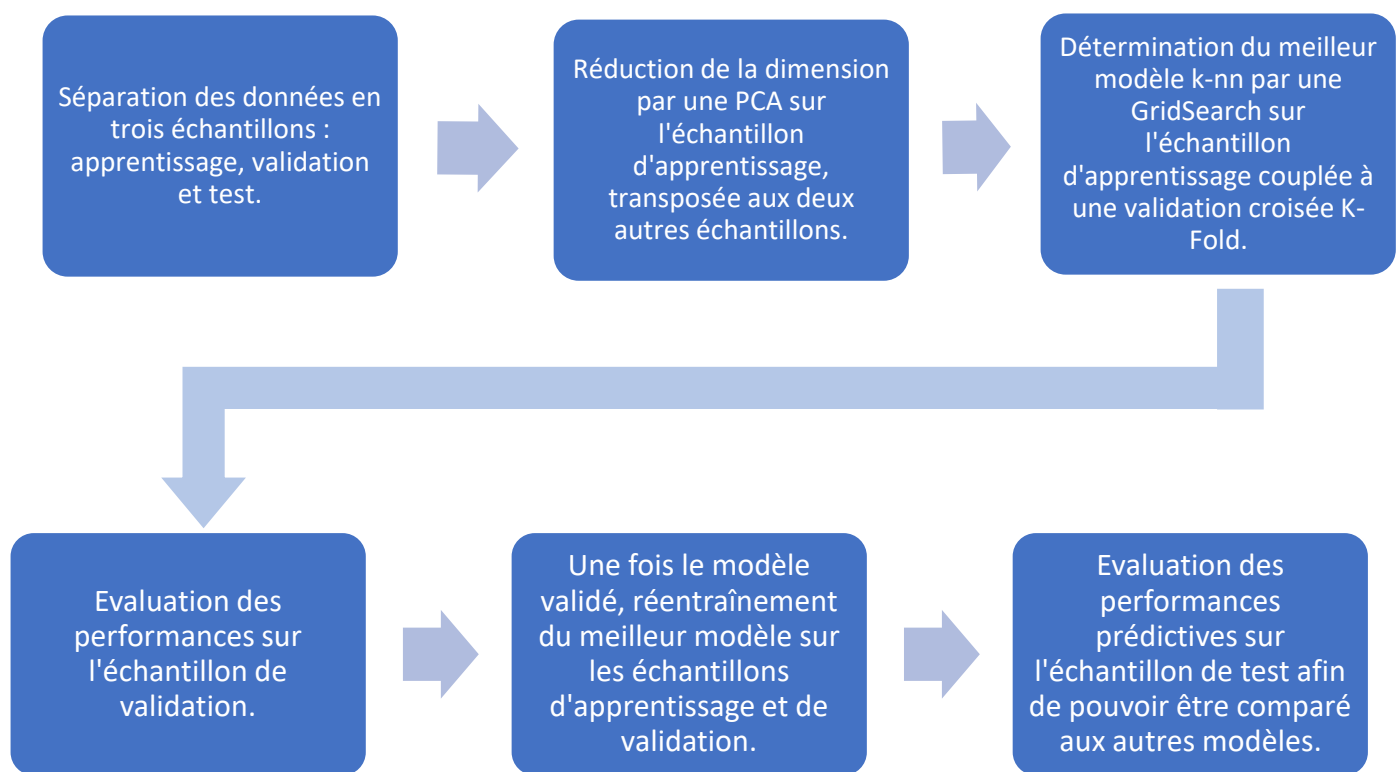 Séparation des données en
trois échantillons :
apprentissage, validation
et test.
Réduction de la dimension
par une PCA sur
l'échantillon
d'apprentissage,
transposée aux deux
autres échantillons.
Détermination du meilleur
modèle k-nn par une
GridSearch sur
l'échantillon
d'apprentissage couplée à
une validation croisée K-
Fold.
Evaluation des
performances sur
l'échantillon de
validation.
Une fois le modèle
validé, réentraînement
du meilleur modèle sur
les échantillons
d'apprentissage et de
validation.
Evaluation des
performances
prédictives sur
l'échantillon de test afin
de pouvoir être comparé
aux autres modèles.